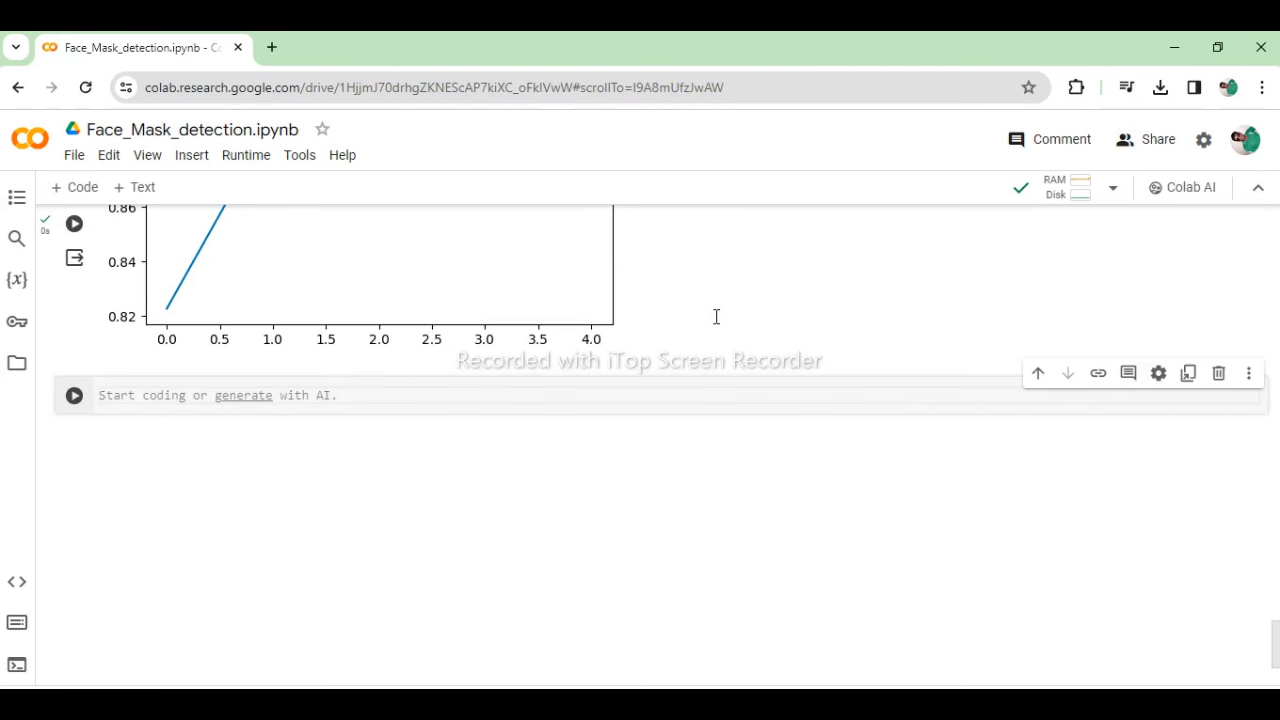 Face_Mask_detection.ipynb - Co
colab.research.google.com/drive/1HjjmJ70drhgZKNEScAP7kiXC_oFklVwW#scrollTo=I9A8mUfzJwAW
Face_Mask_detection.ipynb
Comment
Share
File Edit View Insert Runtime Tools Help
+ Code + Text
RAM
Disk
Colab AI
0.86
0s
{x}
0.84
0.82
0.0 0.5 1.0 1.5 2.0 2.5 3.0 3.5 4.0
Recorded with iTop Screen Recorder
Start coding or generate with AI.